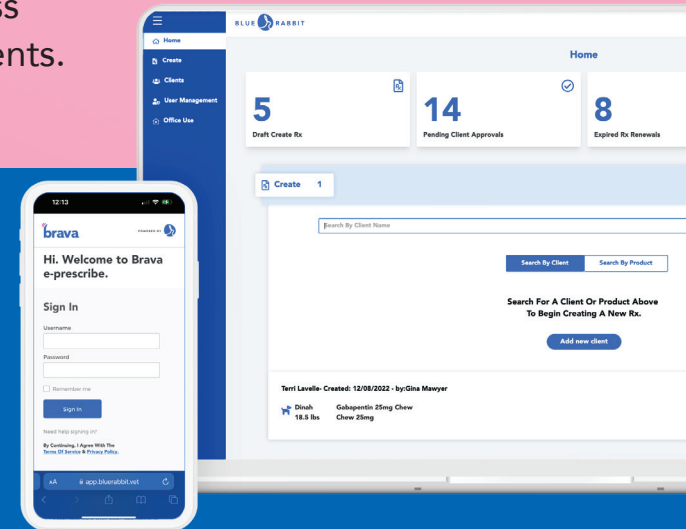 ss
ents.
BLUE RABBIT
Home
Create
Clients
User Management
Office Use
Home
5
Draft Create Rx
14
Pending Client Approvals
8
Expired Rx Renewals
Create 1
Search By Client Name
Search By Client Search By Product
Search For A Client Or Product Above
To Begin Creating A New Rx.
Add new client
Terri Lavelle- Created: 12/08/2022 - by:Gina Mawyer
Dinah Gabapentin 25mg Chew
18.5 lbs Chew 25mg
12:13
brava POWERED BY
Hi. Welcome to Brava
e-prescribe.
Sign In
Username
Password
Remember me
Sign In
Need help signing in?
By Continuing, I Agree With The
Terms Of Service & Privacy Policy.
AA app.bluerabbit.vet